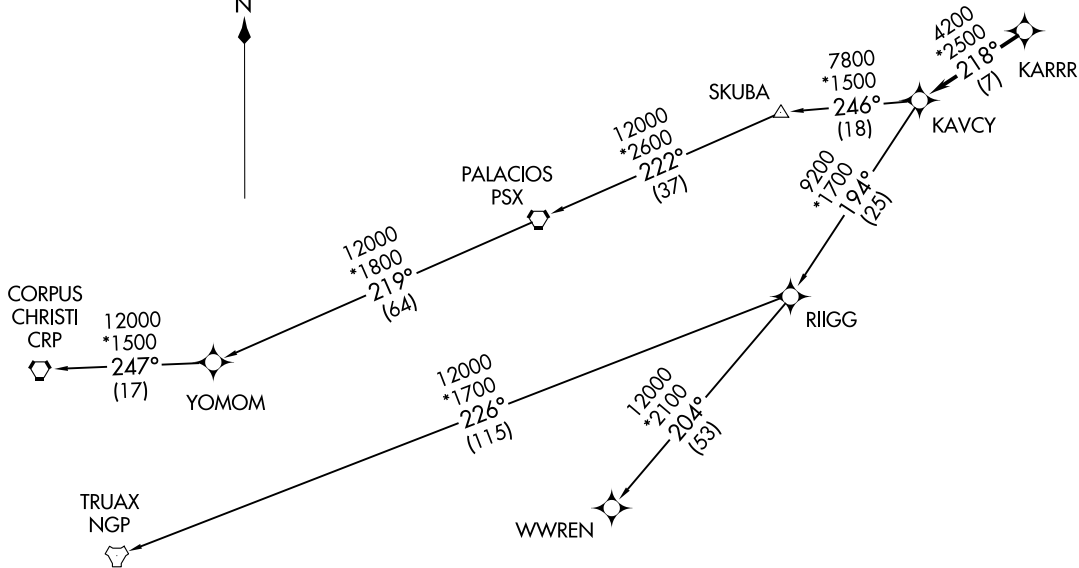 N
4200
*2500
218°
(7)
KARRR
7800
*1500
246°
(18)
KAVCY
SKUBA
12000
*2600
222°
(37)
PALACIOS
PSX
9200
*1700
194°
(25)
12000
*1800
219°
(64)
CORPUS
CHRISTI
CRP
12000
*1500
247°
(17)
YOMOM
RIIGG
12000
*1700
226°
(115)
12000
*2100
204°
(53)
TRUAX
NGP
WWREN